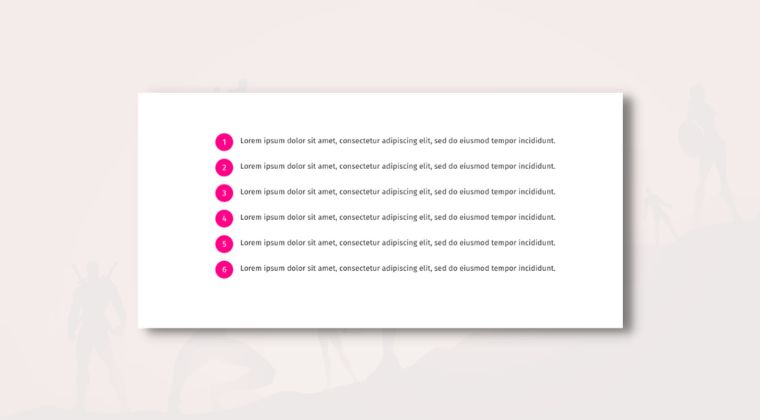 1 Lorem ipsum dolor sit amet, consectetur adipiscing elit, sed do eiusmod tempor incididunt.
2 Lorem ipsum dolor sit amet, consectetur adipiscing elit, sed do eiusmod tempor incididunt.
3 Lorem ipsum dolor sit amet, consectetur adipiscing elit, sed do eiusmod tempor incididunt.
4 Lorem ipsum dolor sit amet, consectetur adipiscing elit, sed do eiusmod tempor incididunt.
5 Lorem ipsum dolor sit amet, consectetur adipiscing elit, sed do eiusmod tempor incididunt.
6 Lorem ipsum dolor sit amet, consectetur adipiscing elit, sed do eiusmod tempor incididunt.